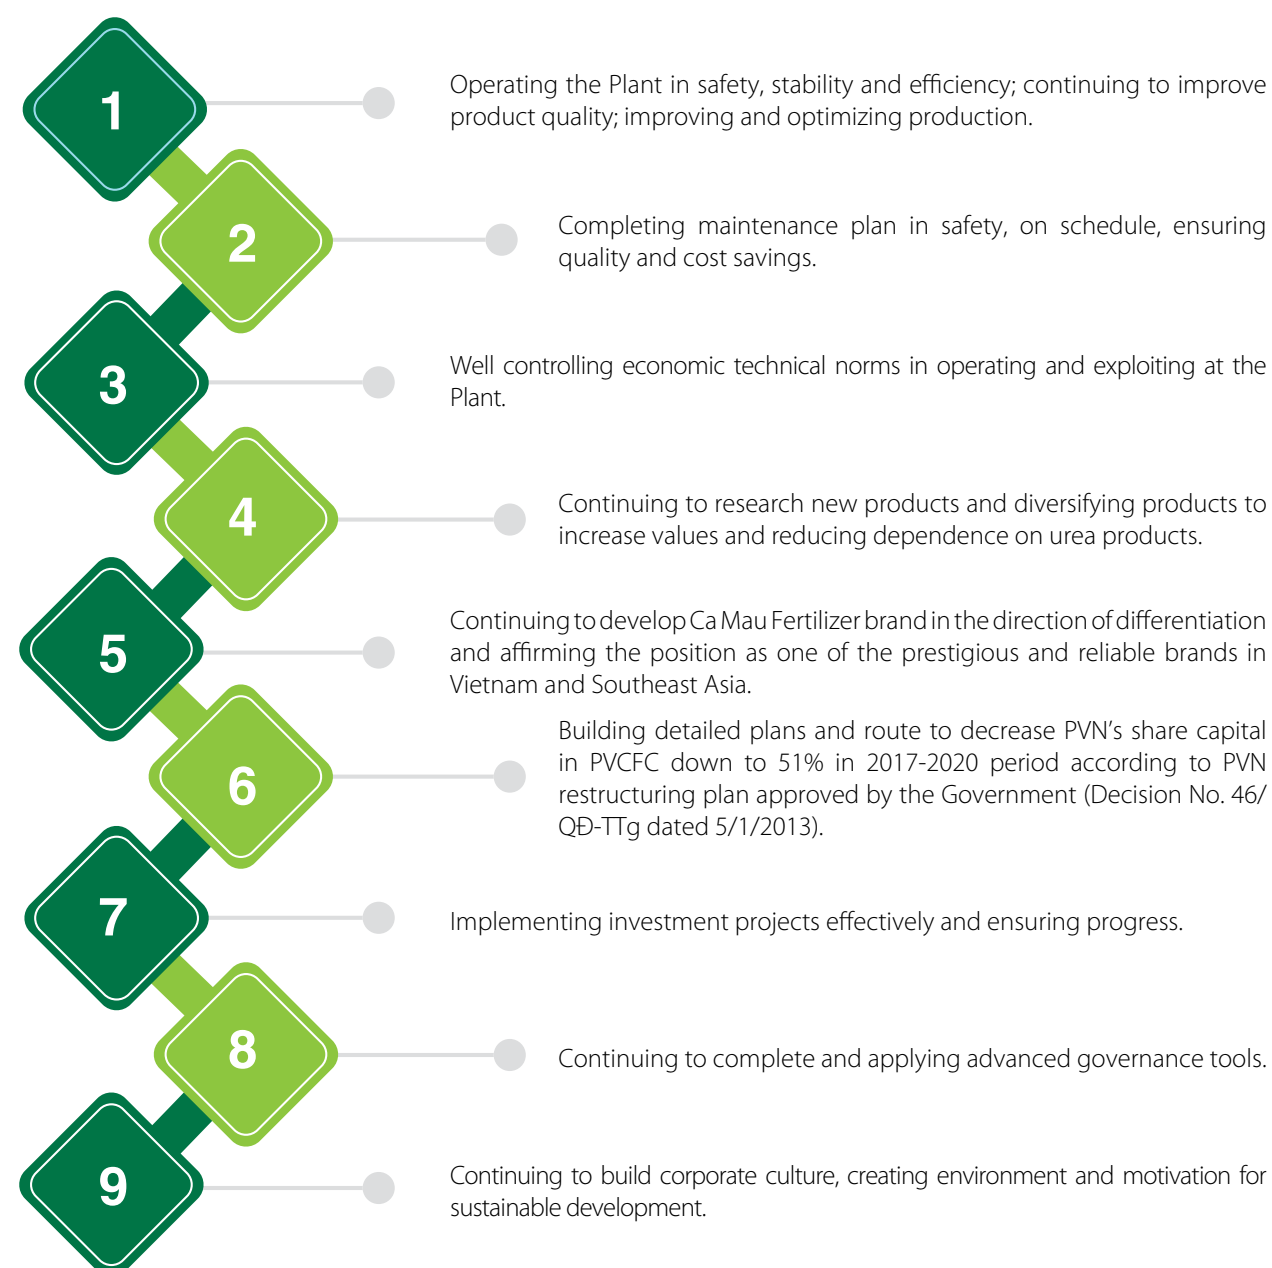 1
Operating the Plant in safety, stability and efficiency; continuing to improve
product quality; improving and optimizing production.
2
Completing maintenance plan in safety, on schedule, ensuring
quality and cost savings.
3
Well controlling economic technical norms in operating and exploiting at the
Plant.
4
Continuing to research new products and diversifying products to
increase values and reducing dependence on urea products.
5
Continuing to develop Ca Mau Fertilizer brand in the direction of differentiation
and affirming the position as one of the prestigious and reliable brands in
Vietnam and Southeast Asia.
6
Building detailed plans and route to decrease PVN’s share capital
in PVCFC down to 51% in 2017-2020 period according to PVN
restructuring plan approved by the Government (Decision No. 46/
QĐ-TTg dated 5/1/2013).
7
Implementing investment projects effectively and ensuring progress.
8
Continuing to complete and applying advanced governance tools.
9
Continuing to build corporate culture, creating environment and motivation for
sustainable development.